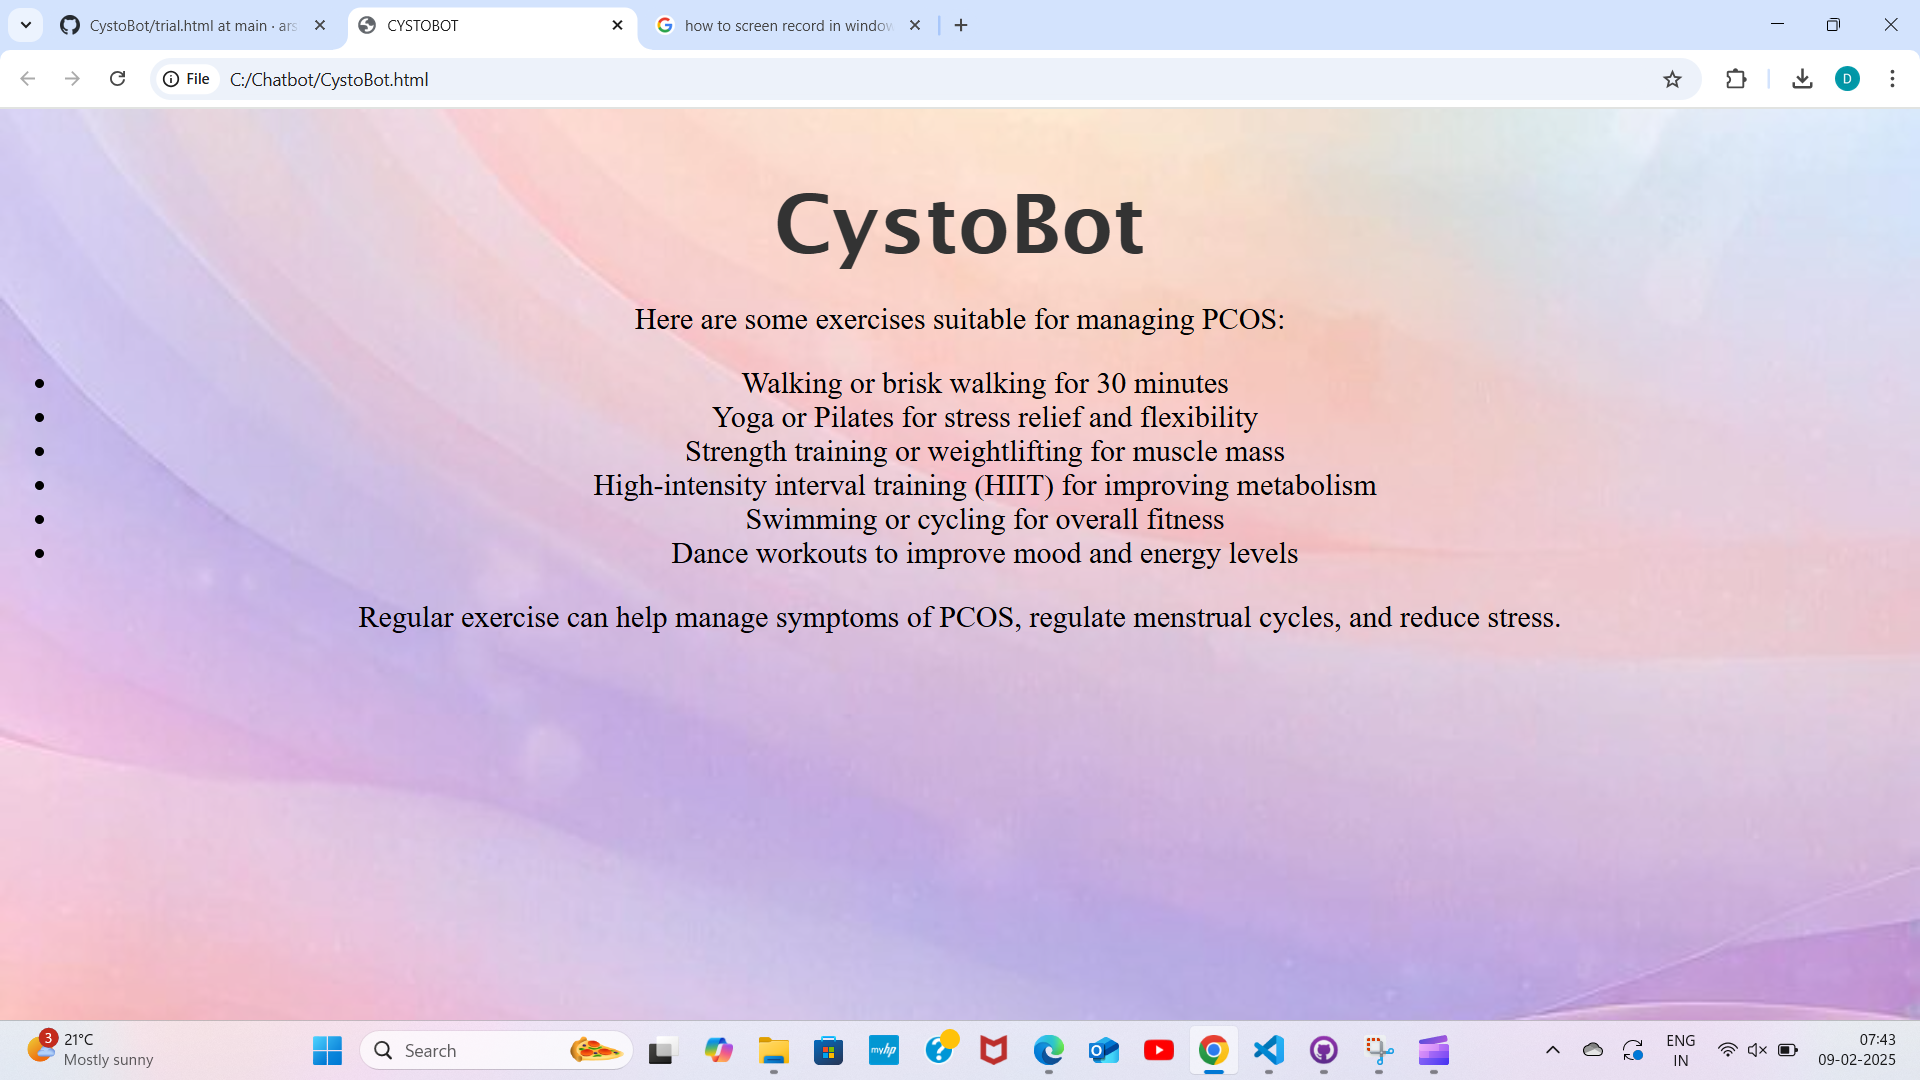 CystoBot/trial.html at main · ars
CYSTOBOT
how to screen record in window
File
C:/Chatbot/CystoBot.html
D
CystoBot
Here are some exercises suitable for managing PCOS:
• Walking or brisk walking for 30 minutes
• Yoga or Pilates for stress relief and flexibility
• Strength training or weightlifting for muscle mass
• High-intensity interval training (HIIT) for improving metabolism
• Swimming or cycling for overall fitness
• Dance workouts to improve mood and energy levels
Regular exercise can help manage symptoms of PCOS, regulate menstrual cycles, and reduce stress.
3
21°C
Mostly sunny
Search
myhp
ENG
IN
07:43
09-02-2025